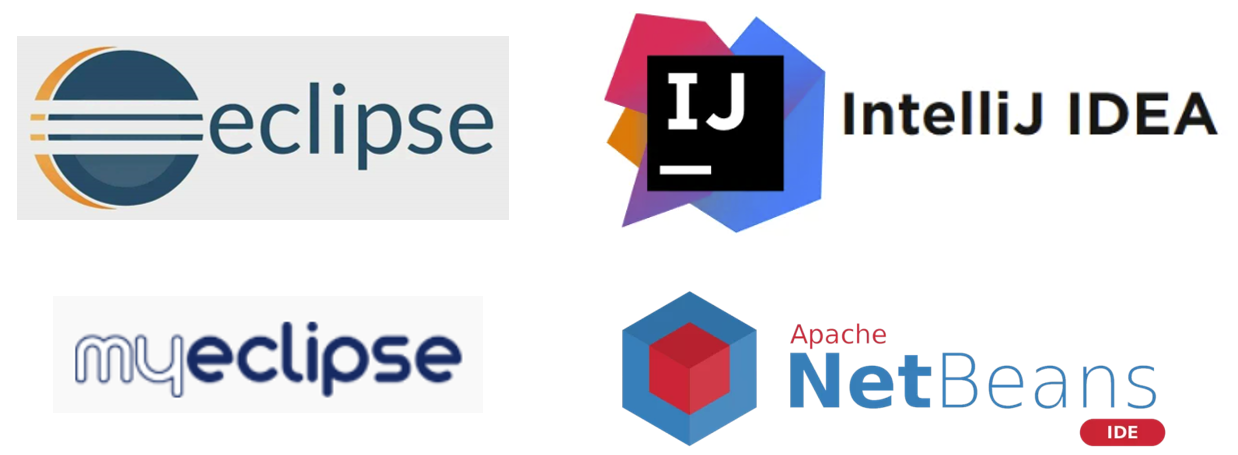 eclipse
IJ
IntelliJ IDEA
myeclipse
Apache
NetBeans
IDE